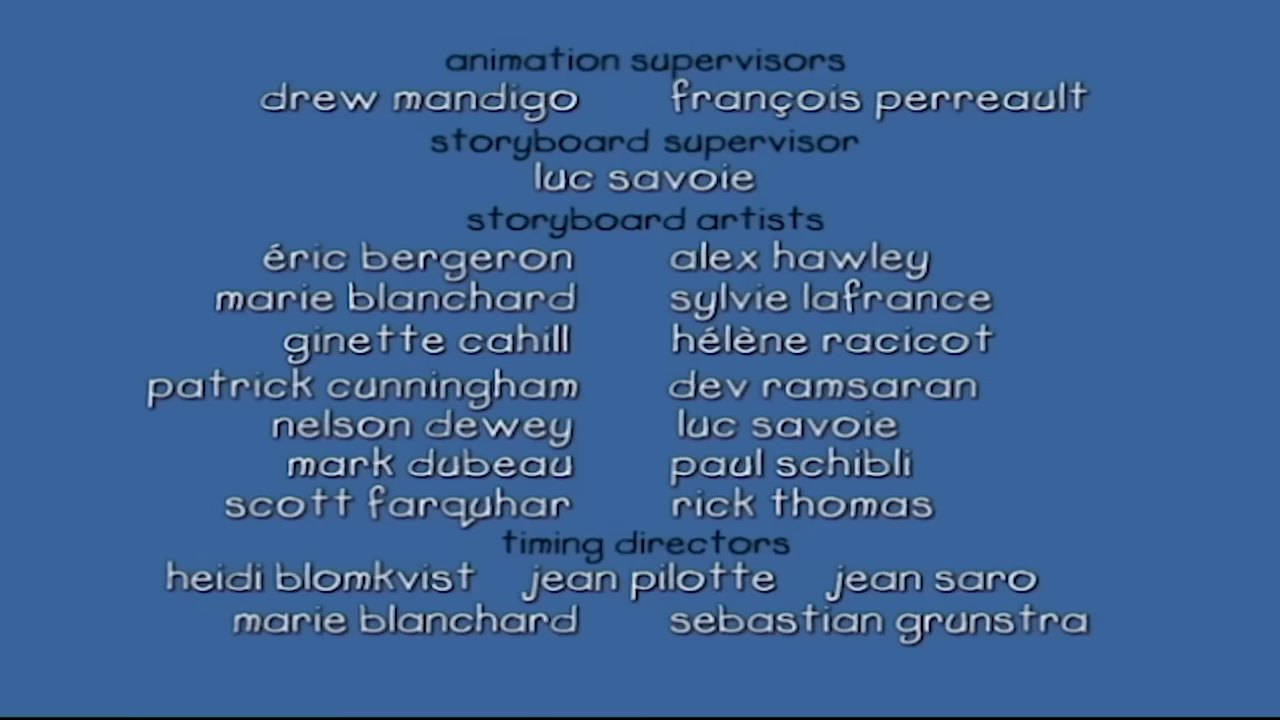 animation supervisors
drew mandigo françois perreault
storyboard supervisor
luc savoie
storyboard artists
éric bergeron alex hawley
marie blanchard sylvie lafrance
ginette cahill hélène racicot
patrick cunningham dev ramsaran
nelson dewey luc savoie
mark dubeau paul schibli
scott farquhar rick thomas
timing directors
heidi blomkvist jean pilotte jean saro
marie blanchard sebastian grunstra